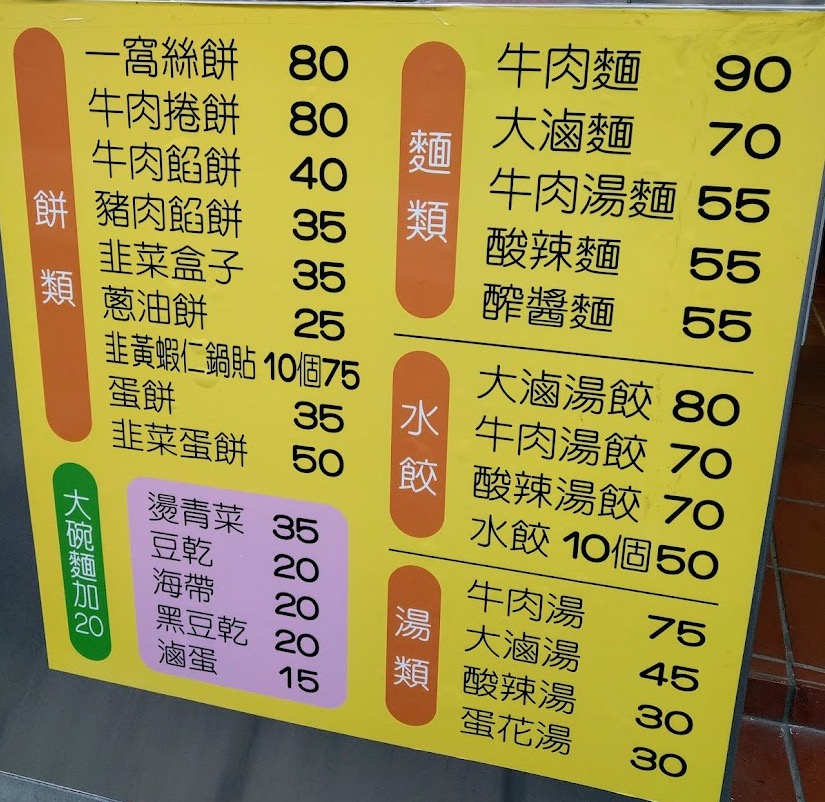 餅類
一窩絲餅 80
牛肉捲餅 80
牛肉餡餅 40
豬肉餡餅 35
韭菜盒子 35
蔥油餅 25
韭黃蝦仁鍋貼 10個75
蛋餅 35
韭菜蛋餅 50
大碗麵加20
燙青菜 35
豆乾 20
海帶 20
黑豆乾 20
滷蛋 15
麵類
牛肉麵 90
大滷麵 70
牛肉湯麵 55
酸辣麵 55
醡醬麵 55
水餃
大滷湯餃 80
牛肉湯餃 70
酸辣湯餃 70
水餃 10個50
湯類
牛肉湯 75
大滷湯 45
酸辣湯 30
蛋花湯 30